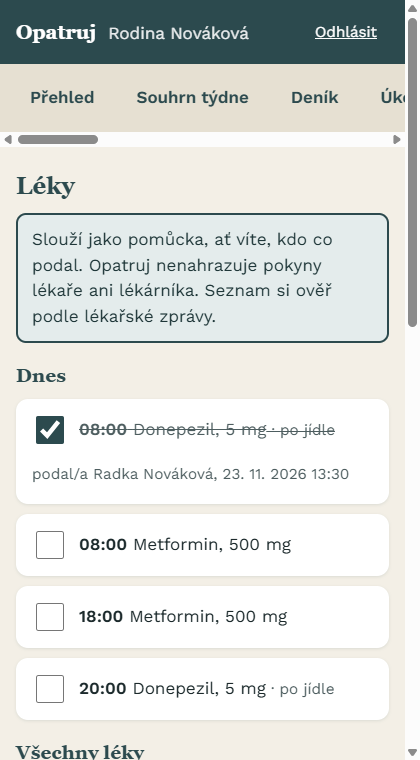 Opatruj Rodina Nováková Odhlásit
Přehled Souhrn týdne Deník
Léky
Slouží jako pomůcka, ať víte, kdo co
podal. Opatruj nenahrazuje pokyny
lékaře ani lékárníka. Seznam si ověř
podle lékařské zprávy.
Dnes
08:00 Donepezil, 5 mg · po jídle
podal/a Radka Nováková, 23. 11. 2026 13:30
08:00 Metformin, 500 mg
18:00 Metformin, 500 mg
20:00 Donepezil, 5 mg · po jídle
Všechny léky